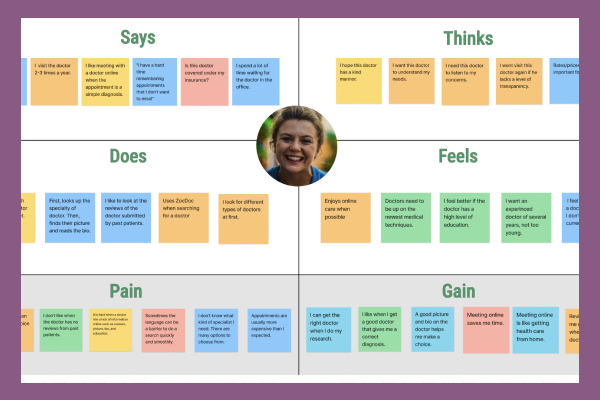 Says
I visit the doctor
2-3 times a year.
I like meeting with
a doctor online
when the
appointment is a
simple diagnosis.
"I have a hard
time
remembering
appointments
that I don't want
to miss"
Is this doctor
covered under my
insurance?
I spend a lot of
time waiting for
the doctor in the
office.
Thinks
I hope this doctor
has a kind
manner.
I want this doctor
to understand my
needs.
I need this doctor
to listen to my
concerns.
I wont visit this
doctor again if he
lacks a level of
transparency.
Rates/prices
important fo
Does
First, looks up the
specialty of
doctor. Then,
finds their picture
and reads the bio.
I like to look at the
reviews of the
doctor submitted
by past patients.
Uses ZocDoc
when searching
for a doctor
I look for different
types of doctors
at first.
Feels
Enjoys online
care when
possible
Doctors need to
be up on the
newest medical
techniques.
I feel better if the
doctor has a
high level of
education.
I want an
experinced
doctor of several
years, not too
young.
I feel
a doc
I don'
curre
Pain
an
oice
I don't like when
the doctor has no
reviews from past
patients.
Sometimes the
language can be
a barrier to do a
search quickly
and smoothly.
I don't know what
kind of specialist I
need. There are
too many options to
choose from.
Appointments are
usually more
expensive than I
expected.
Gain
I can get the
right doctor
when I do my
research.
I like when I get
a good doctor
that gives me a
correct
diagnosis.
A good picture
and bio on the
doctor helps
me make a
choice.
Meeting online
saves me time.
Meeting online
is like getting
health care
from home.
Revi
me
whe
doc